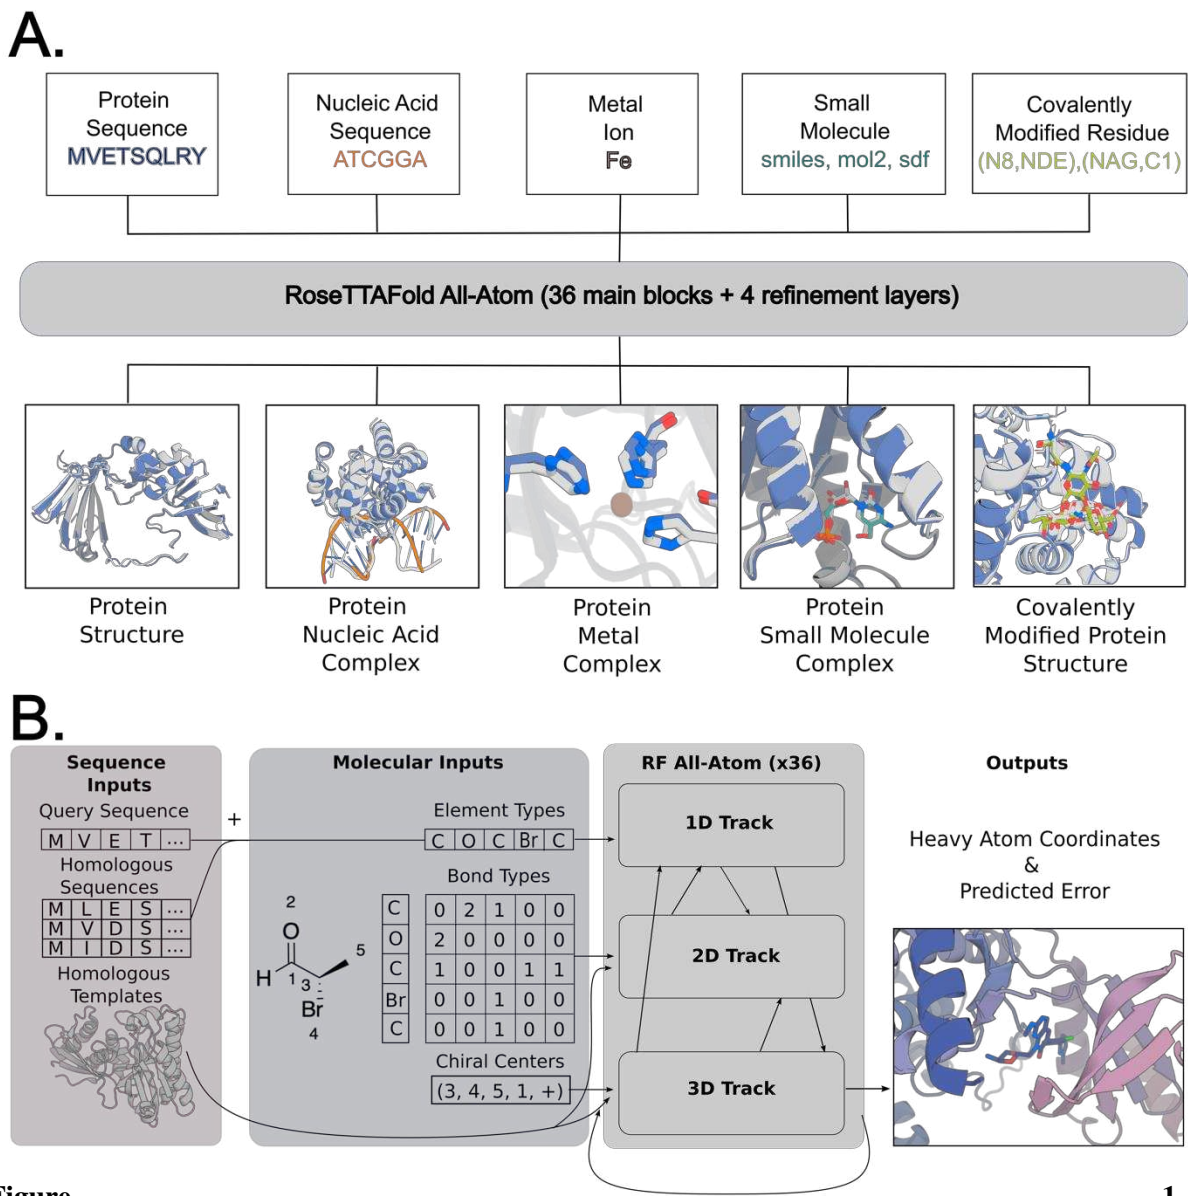 A.
Protein
Sequence
MVETSQLRY
Nucleic Acid
Sequence
ATCGGA
Metal
Ion
Fe
Small
Molecule
smiles, mol2, sdf
Covalently
Modified Residue
(N8,NDE),(NAG,C1)
RoseTTAFold All-Atom (36 main blocks + 4 refinement layers)
Protein
Structure
Protein
Nucleic Acid
Complex
Protein
Metal
Complex
Protein
Small Molecule
Complex
Covalently
Modified Protein
Structure
B.
Sequence
Inputs
Query Sequence
M V E T ...
Homologous
Sequences
M L E S ...
M V D S ...
M I D S ...
Homologous
Templates
+
Molecular Inputs
Element Types
C O C Br C
Bond Types
C 0 2 1 0 0
O 2 0 0 0 0
C 1 0 0 1 1
Br 0 0 1 0 0
C 0 0 1 0 0
2
O
5
H
1
3
Br
4
Chiral Centers
(3, 4, 5, 1, +)
RF All-Atom (x36)
1D Track
2D Track
3D Track
Outputs
Heavy Atom Coordinates
&
Predicted Error
Figure 1